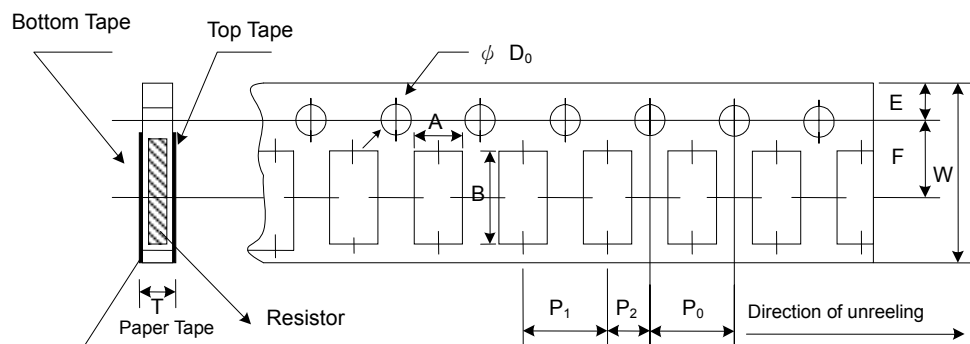 Bottom Tape
Top Tape
ψ D₀
E
A
F
W
B
T
Paper Tape
Resistor
P₁
P₂
P₀
Direction of unreeling